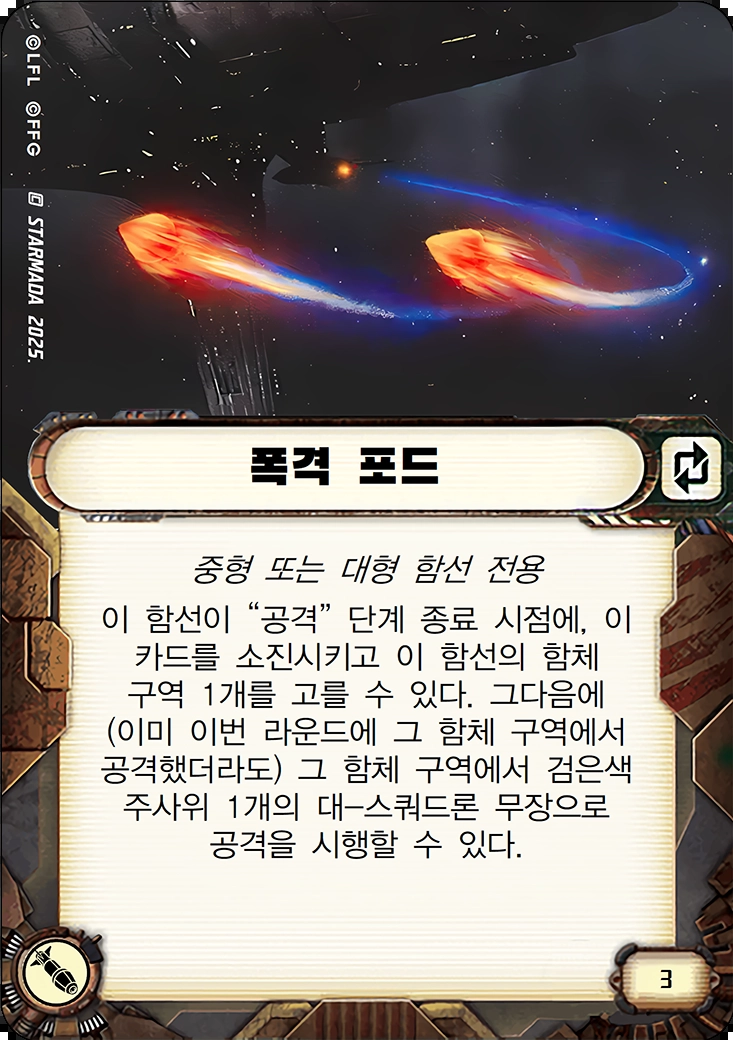 ©LFL ©FFG STARMADA 2025.
폭격 포드
중형 또는 대형 함선 전용
이 함선이 “공격” 단계 종료 시점에, 이
카드를 소진시키고 이 함선의 함체
구역 1개를 고를 수 있다. 그다음에
(이미 이번 라운드에 그 함체 구역에서
공격했더라도) 그 함체 구역에서 검은색
주사위 1개의 대-스쿼드론 무장으로
공격을 시행할 수 있다.
3